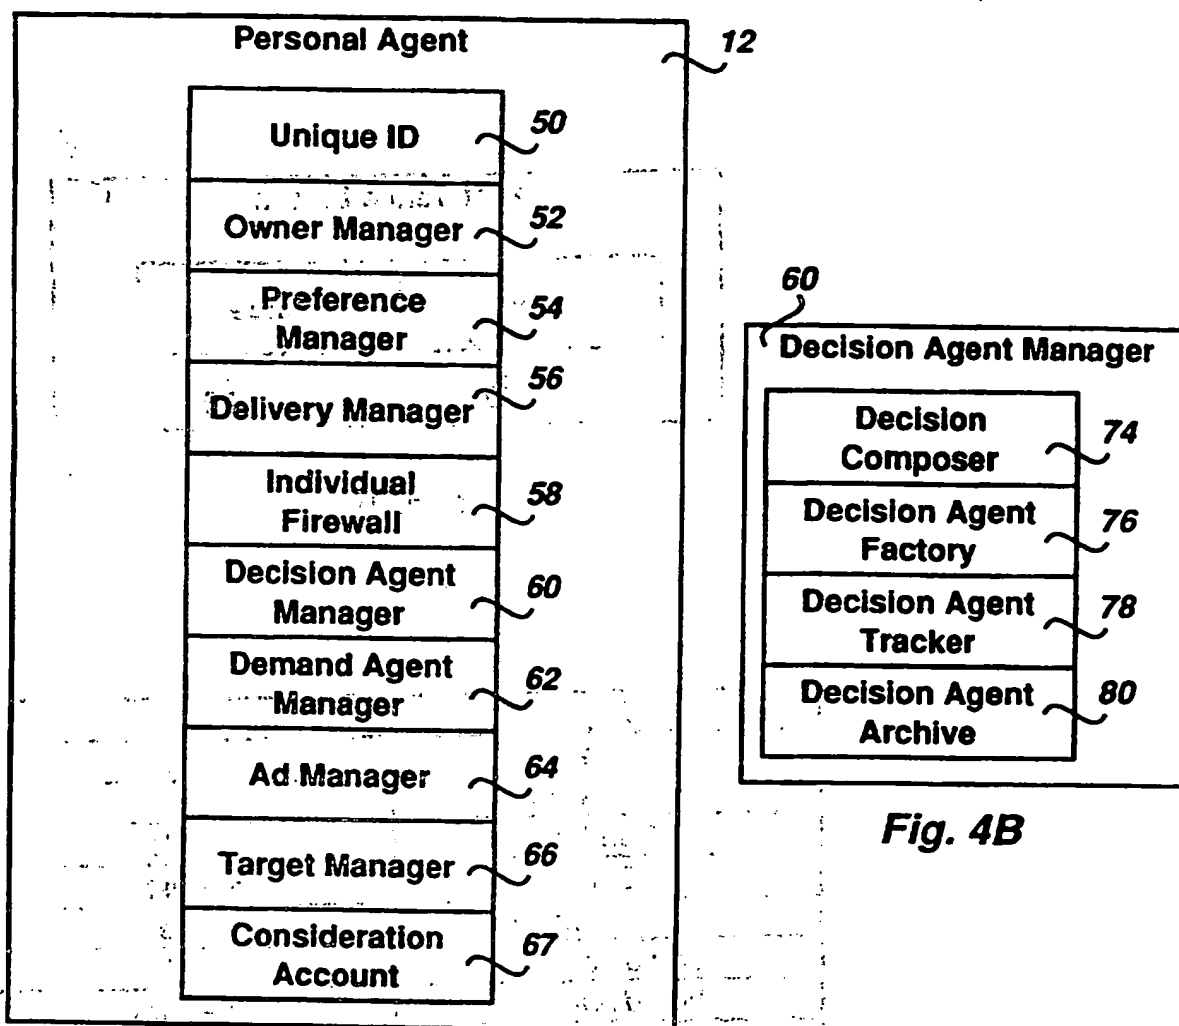 Personal Agent
12
Unique ID
50
Owner Manager
52
Preference
Manager
54
Delivery Manager
56
Individual
Firewall
58
Decision Agent
Manager
60
Demand Agent
Manager
62
Ad Manager
64
Target Manager
66
Consideration
Account
67
60
Decision Agent Manager
Decision
Composer
74
Decision Agent
Factory
76
Decision Agent
Tracker
78
Decision Agent
Archive
80
Fig. 4B